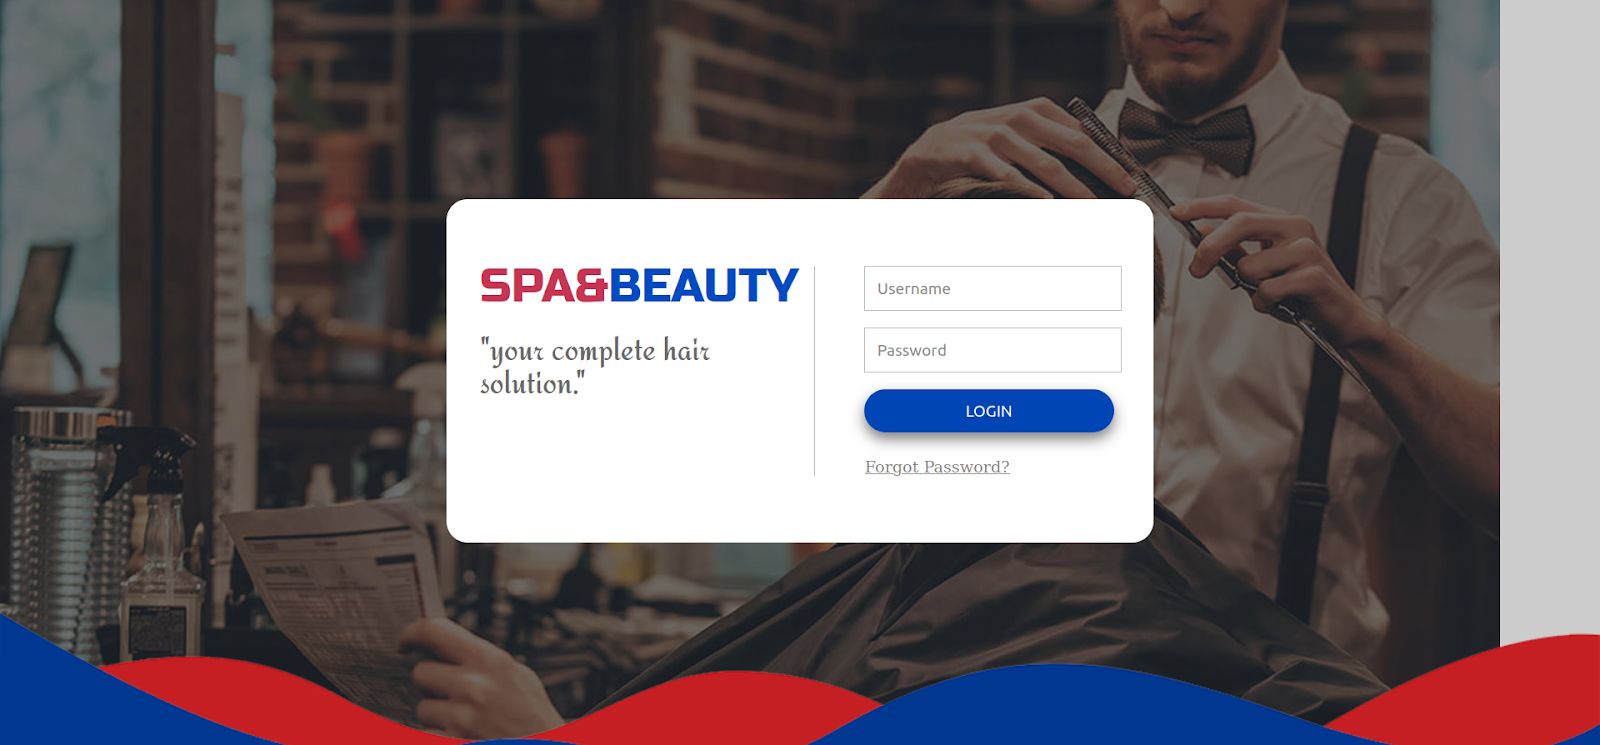 SPA&BEAUTY
"your complete hair
solution."
Username
Password
LOGIN
Forgot Password?